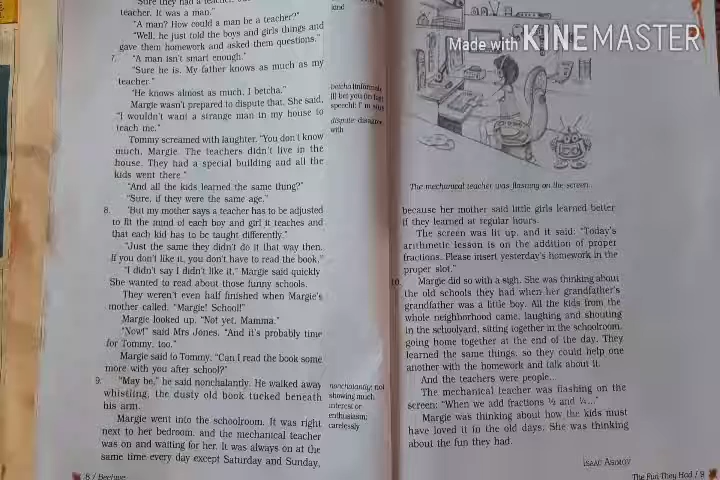 "Sure they had a teacher,
teacher. It was a man."
"A man? How could a man be a teacher?"
"Well, he just told the boys and girls things and
gave them homework and asked them questions."
7. "A man isn't smart enough."
"Sure he is. My father knows as much as my
teacher."
"He knows almost as much, I betcha."
Margie wasn't prepared to dispute that. She said,
"I wouldn't want a strange man in my house to
teach me."
Tommy screamed with laughter. "You don't know
much, Margie. The teachers didn't live in the
house. They had a special building and all the
kids went there."
"And all the kids learned the same thing?"
"Sure, if they were the same age."
8. "But my mother says a teacher has to be adjusted
to fit the mind of each boy and girl it teaches and
that each kid has to be taught differently."
"Just the same they didn't do it that way then.
If you don't like it, you don't have to read the book."
"I didn't say I didn't like it," Margie said quickly.
She wanted to read about those funny schools.
They weren't even half finished when Margie's
mother called, "Margie! School!"
Margie looked up. "Not yet, Mamma."
"Now!" said Mrs Jones. "And it's probably time
for Tommy, too."
Margie said to Tommy, "Can I read the book some
more with you after school?"
9. "May be," he said nonchalantly. He walked away
whistling, the dusty old book tucked beneath
his arm.
Margie went into the schoolroom. It was right
next to her bedroom, and the mechanical teacher
was on and waiting for her. It was always on at the
same time every day except Saturday and Sunday,
8 / Beehive
kind
betcha (informal)
speech): I'm sure
dispute: disagree
with
nonchalantly: not
showing much
interest or
enthusiasm;
carelessly
Made with KINEMASTER
The mechanical teacher was flashing on the screen.
because her mother said little girls learned better
if they learned at regular hours.
The screen was lit up, and it said: "Today's
arithmetic lesson is on the addition of proper
fractions. Please insert yesterday's homework in the
proper slot."
10. Margie did so with a sigh. She was thinking about
the old schools they had when her grandfather's
grandfather was a little boy. All the kids from the
whole neighborhood came, laughing and shouting
in the schoolyard, sitting together in the schoolroom,
going home together at the end of the day. They
learned the same things, so they could help one
another with the homework and talk about it.
And the teachers were people...
The mechanical teacher was flashing on the
screen: "When we add fractions ½ and ¼..."
Margie was thinking about how the kids must
have loved it in the old days. She was thinking
about the fun they had.
ISAAC ASIMOV
The Fun They Had / 9